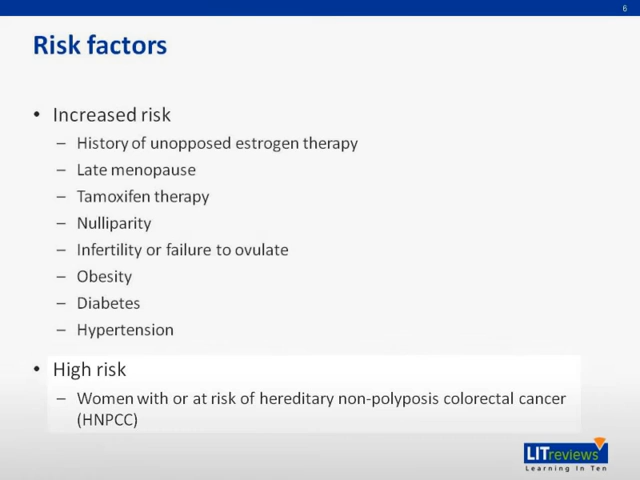 6
Risk factors
• Increased risk
– History of unopposed estrogen therapy
– Late menopause
– Tamoxifen therapy
– Nulliparity
– Infertility or failure to ovulate
– Obesity
– Diabetes
– Hypertension
• High risk
– Women with or at risk of hereditary non-polyposis colorectal cancer
(HNPCC)
LITreviews
Learning In Ten